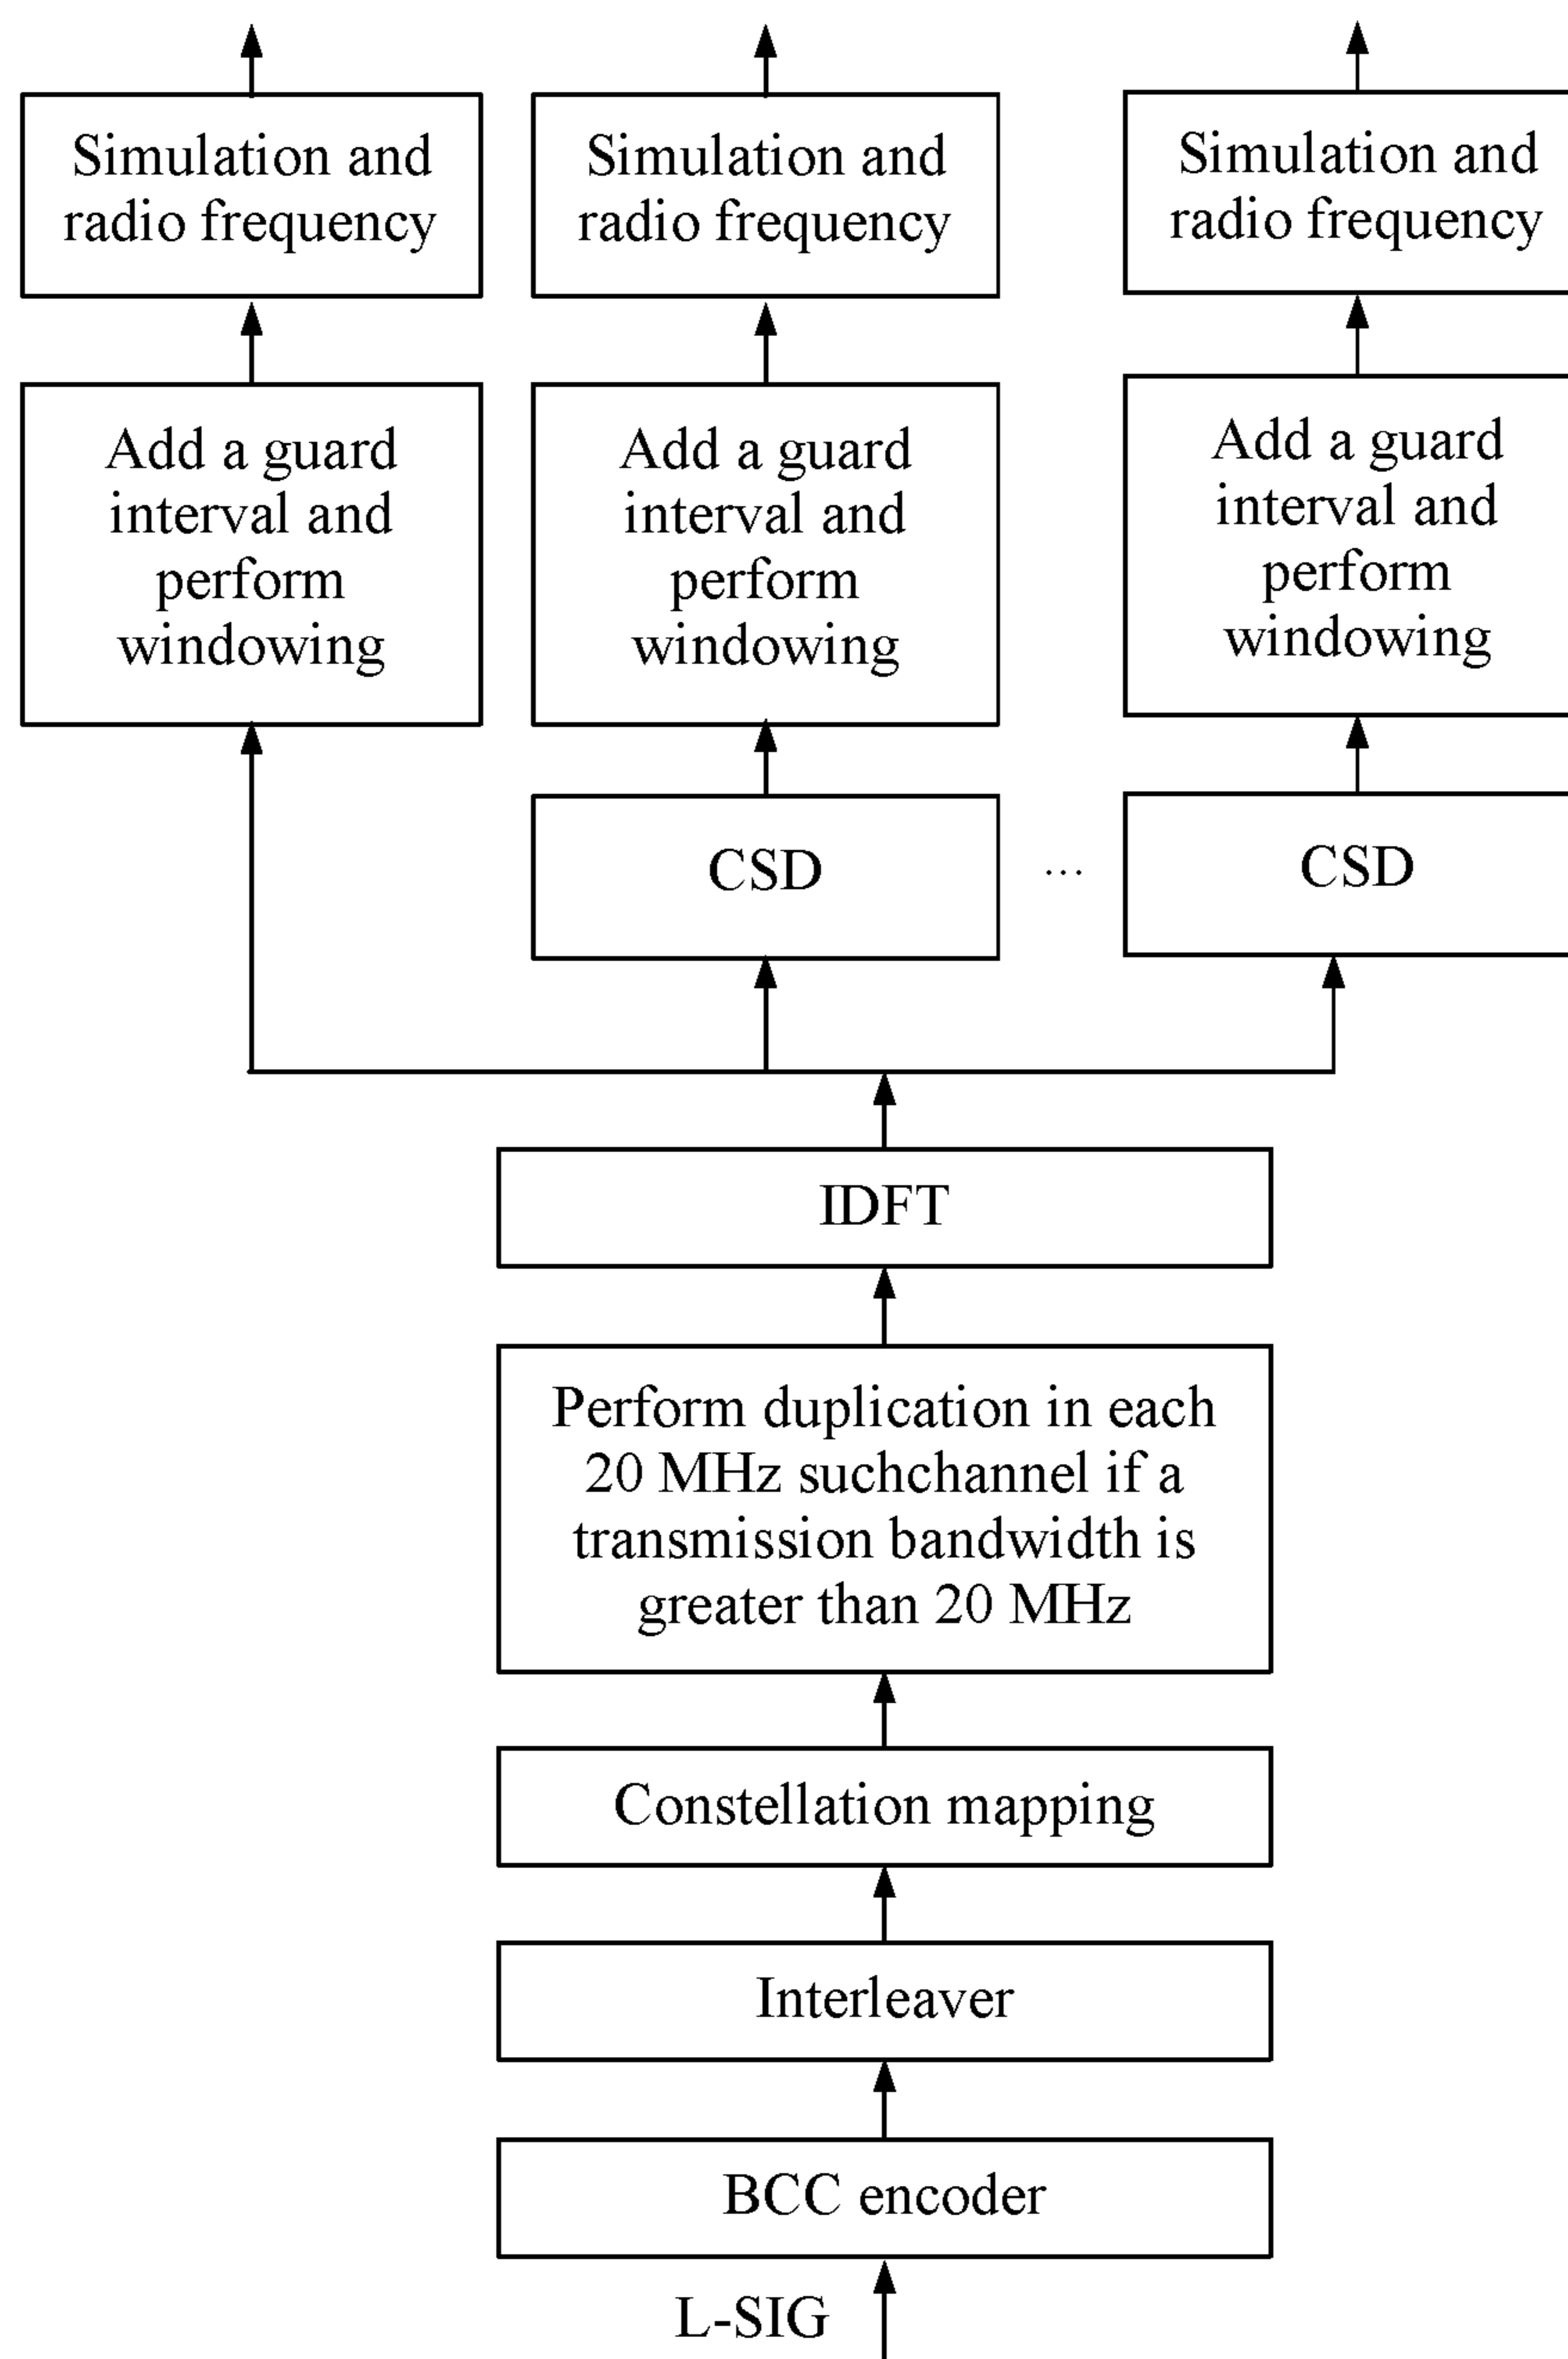 Simulation and
radio frequency
Simulation and
radio frequency
Simulation and
radio frequency
Add a guard
interval and
perform
windowing
Add a guard
interval and
perform
windowing
Add a guard
interval and
perform
windowing
CSD
...
CSD
IDFT
Perform duplication in each
20 MHz suchchannel if a
transmission bandwidth is
greater than 20 MHz
Constellation mapping
Interleaver
BCC encoder
L-SIG